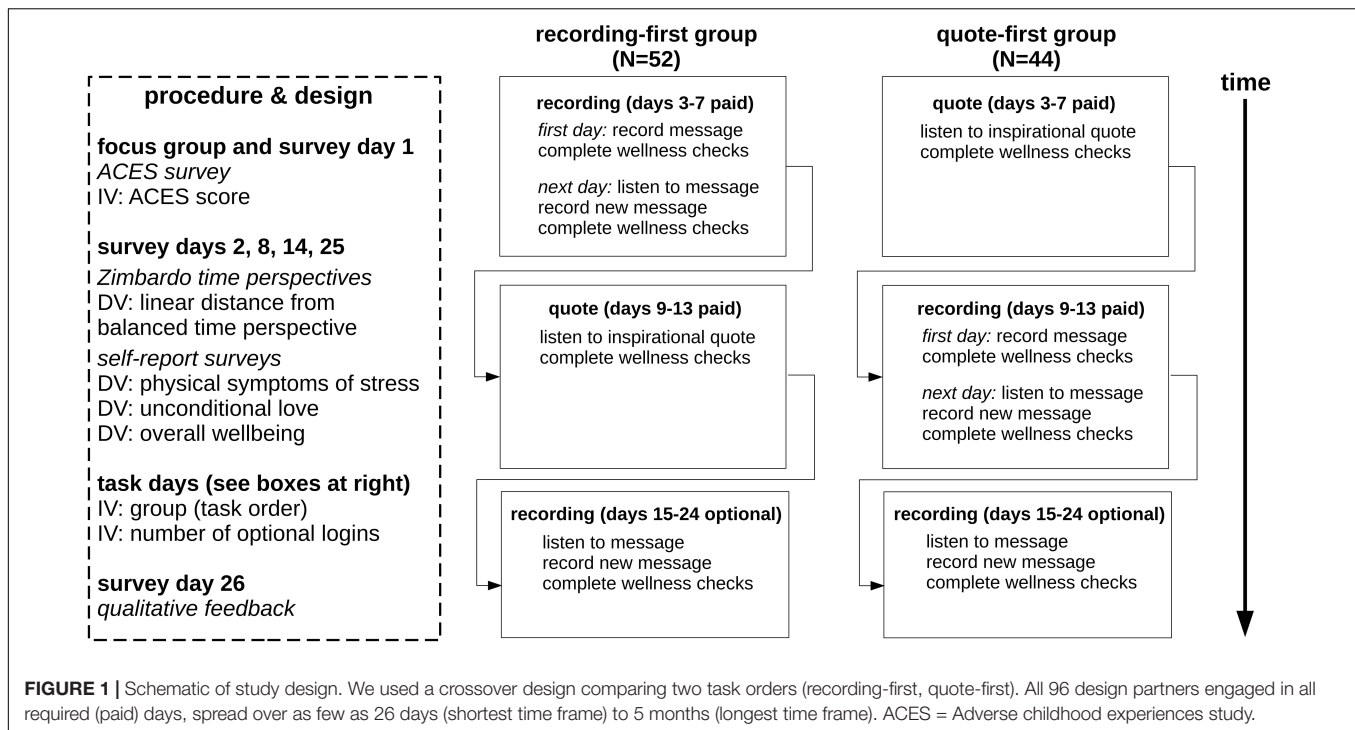 procedure & design
focus group and survey day 1
ACES survey
IV: ACES score
survey days 2, 8, 14, 25
Zimbardo time perspectives
DV: linear distance from
balanced time perspective
self-report surveys
DV: physical symptoms of stress
DV: unconditional love
DV: overall wellbeing
task days (see boxes at right)
IV: group (task order)
IV: number of optional logins
survey day 26
qualitative feedback
recording-first group
(N=52)
recording (days 3-7 paid)
first day: record message
complete wellness checks
next day: listen to message
record new message
complete wellness checks
quote (days 9-13 paid)
listen to inspirational quote
complete wellness checks
recording (days 15-24 optional)
listen to message
record new message
complete wellness checks
quote-first group
(N=44)
quote (days 3-7 paid)
listen to inspirational quote
complete wellness checks
recording (days 9-13 paid)
first day: record message
complete wellness checks
next day: listen to message
record new message
complete wellness checks
recording (days 15-24 optional)
listen to message
record new message
complete wellness checks
time
FIGURE 1 | Schematic of study design. We used a crossover design comparing two task orders (recording-first, quote-first). All 96 design partners engaged in all
required (paid) days, spread over as few as 26 days (shortest time frame) to 5 months (longest time frame). ACES = Adverse childhood experiences study.